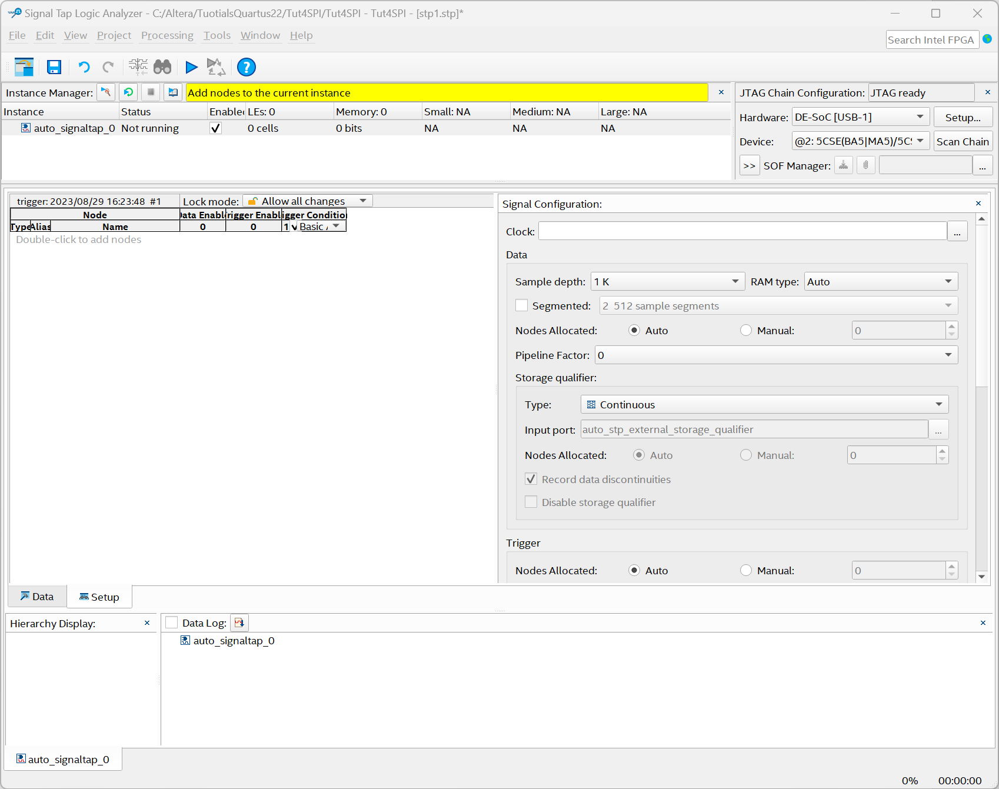 Signal Tap Logic Analyzer - C:/Altera/TuotialsQuartus22/Tut4SPI/Tut4SPI - Tut4SPI - [stp1.stp]*
File Edit View Project Processing Tools Window Help
Search Intel FPGA
Instance Manager: Add nodes to the current instance
JTAG Chain Configuration: JTAG ready
Instance Status Enable LEs: 0 Memory: 0 Small: NA Medium: NA Large: NA
auto_signaltap_0 Not running 0 cells 0 bits NA NA NA
Hardware: DE-SoC [USB-1] Setup...
Device: @2: 5CSE(BA5|MA5)/5CS Scan Chain
>> SOF Manager: ...
trigger: 2023/08/29 16:23:48 #1 Lock mode: Allow all changes
Node Data Enabl Trigger Enabl igger Conditio
Type Alias Name 0 0 1 Basic A
Double-click to add nodes
Signal Configuration:
Clock: ...
Data
Sample depth: 1 K RAM type: Auto
Segmented: 2 512 sample segments
Nodes Allocated: Auto Manual: 0
Pipeline Factor: 0
Storage qualifier:
Type: Continuous
Input port: auto_stp_external_storage_qualifier ...
Nodes Allocated: Auto Manual: 0
Record data discontinuities
Disable storage qualifier
Trigger
Nodes Allocated: Auto Manual: 0
Data Setup
Hierarchy Display:
Data Log:
auto_signaltap_0
auto_signaltap_0
0% 00:00:00